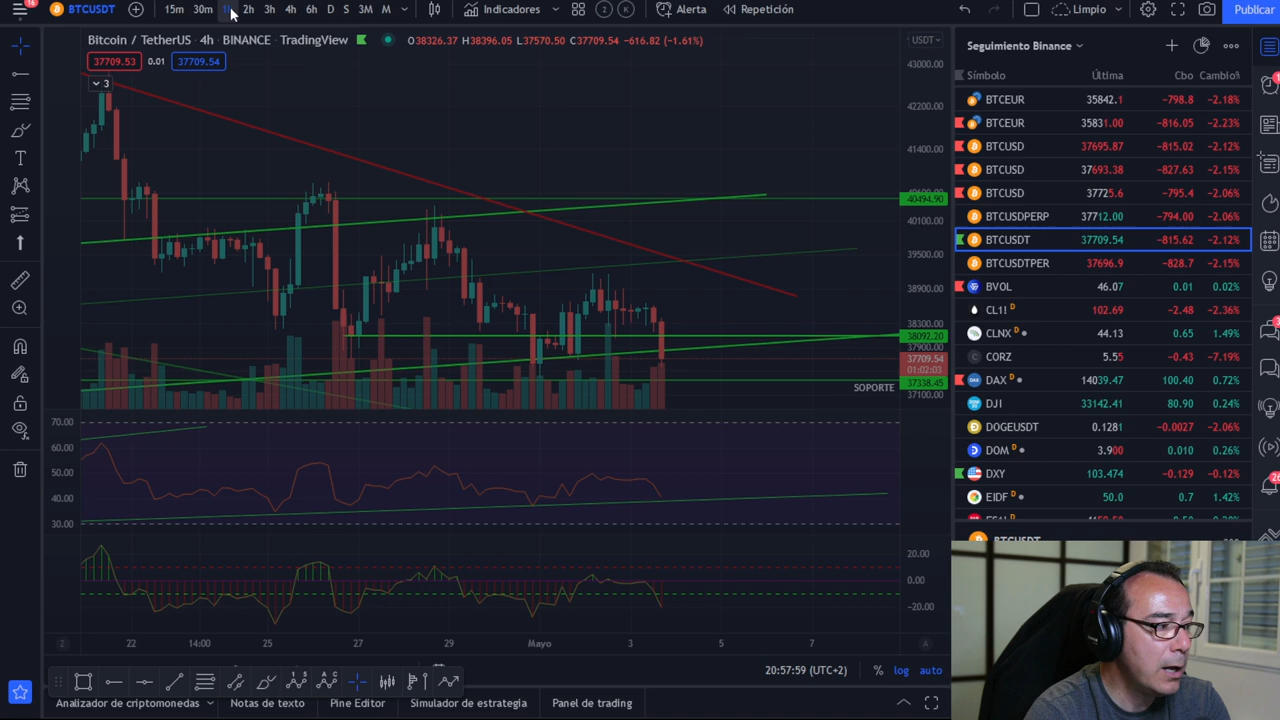 16 BTCUSDT 15m 30m 1h 2h 3h 4h 6h D S 3M M Indicadores 2 K Alerta Repetición Limpio Publicar
Bitcoin / TetherUS · 4h · BINANCE · TradingView O38326.37 H38396.05 L37570.50 C37709.54 −616.82 (−1.61%) USDT
37709.53 0.01 37709.54
3
43000.00
42200.00
41400.00
40494.90
40100.00
39500.00
38900.00
38300.00
38092.20
37900.00
37709.54
01:02:03
SOPORTE 37338.45
37100.00
70.00
60.00
50.00
40.00
30.00
20.00
0.00
−20.00
Z 22 14:00 25 27 29 Mayo 3 5 7 A
20:57:59 (UTC+2) % log auto
Analizador de criptomonedas Notas de texto Pine Editor Simulador de estrategia Panel de trading
Seguimiento Binance
Símbolo Última Cbo Cambio%
BTCEUR 35842.1 −798.8 −2.18%
BTCEUR 35831.00 −816.05 −2.23%
BTCUSD 37695.87 −815.02 −2.12%
BTCUSD 37693.38 −827.63 −2.15%
BTCUSD 37725.6 −795.4 −2.06%
BTCUSDPERP 37712.00 −794.00 −2.06%
BTCUSDT 37709.54 −815.62 −2.12%
BTCUSDTPER 37696.9 −828.7 −2.15%
BVOL 46.07 0.01 0.02%
CL1! D 102.69 −2.48 −2.36%
CLNX D 44.13 0.65 1.49%
CORZ 5.55 −0.43 −7.19%
DAX D 14039.47 100.40 0.72%
DJI 33142.41 80.90 0.24%
DOGEUSDT 0.1281 −0.0027 −2.06%
DOM D 3.900 0.010 0.26%
DXY 103.474 −0.129 −0.12%
EIDF D 50.0 0.7 1.42%